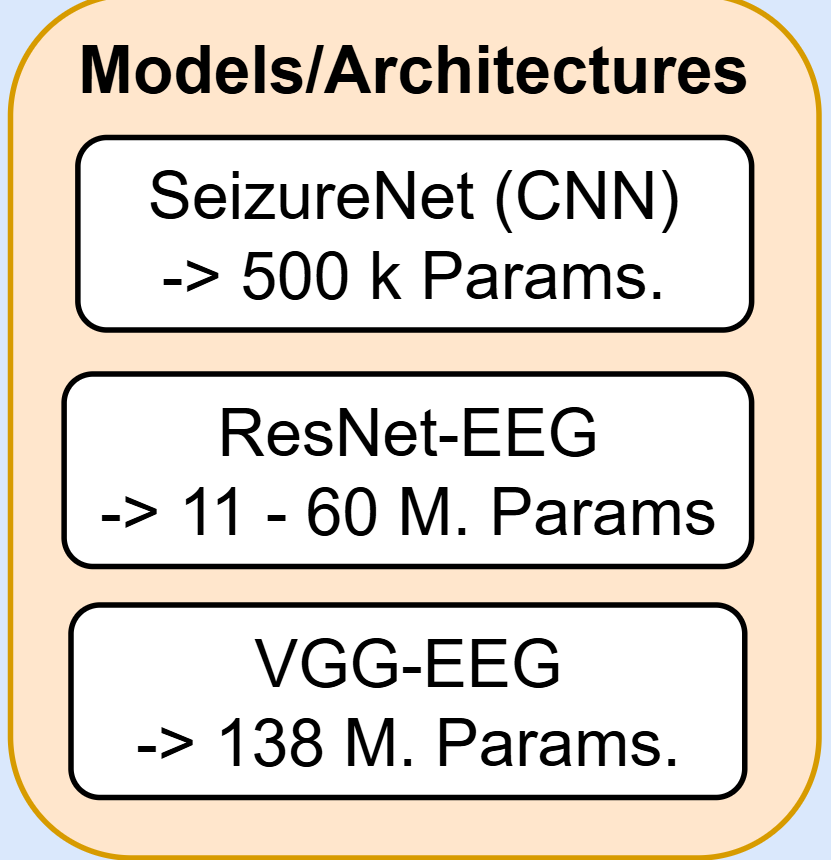 Models/Architectures
SeizureNet (CNN)
-> 500 k Params.
ResNet-EEG
-> 11 - 60 M. Params
VGG-EEG
-> 138 M. Params.